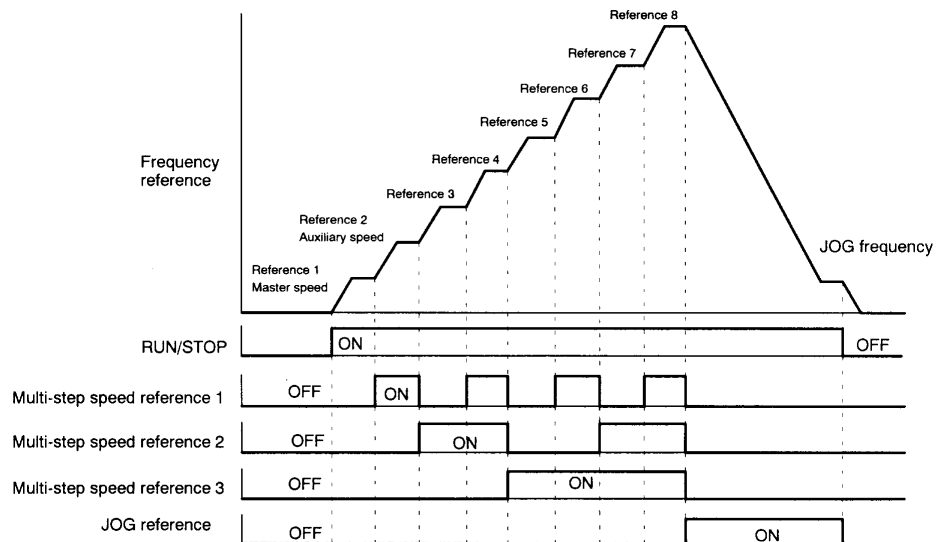 Reference 8
Reference 7
Reference 6
Reference 5
Reference 4
Frequency
reference
Reference 3
Reference 2
Auxiliary speed
JOG frequency
Reference 1
Master speed
RUN/STOP
ON
OFF
Multi-step speed reference 1
OFF
ON
Multi-step speed reference 2
OFF
ON
Multi-step speed reference 3
OFF
ON
JOG reference
OFF
ON